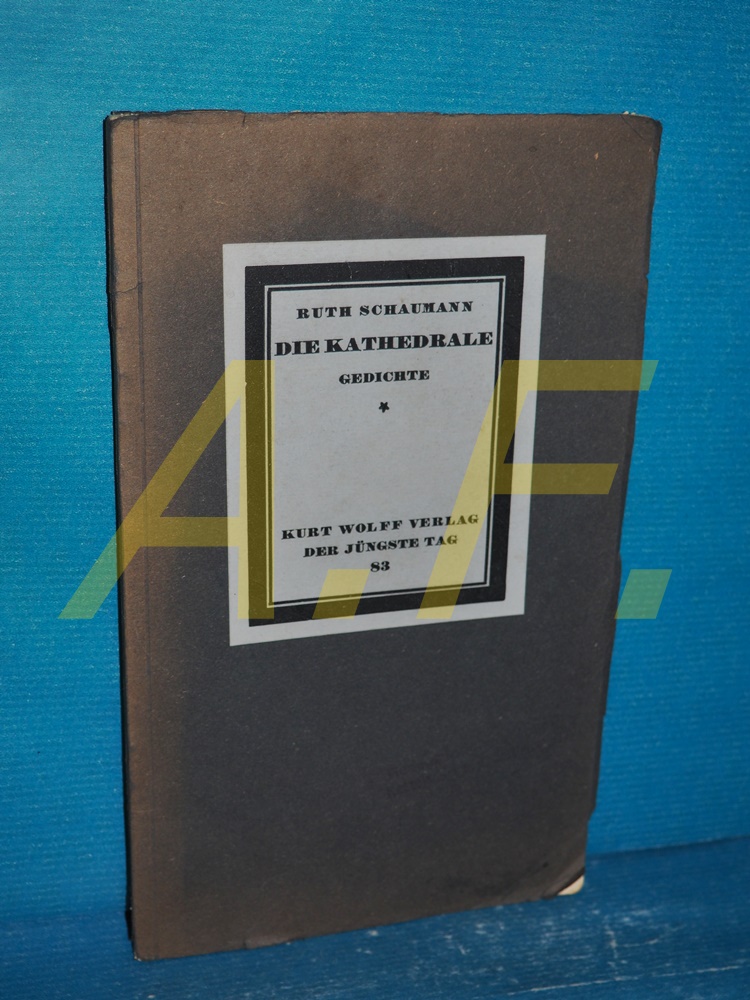 RUTH SCHAUMANN
DIE KATHEDRALE
GEDICHTE
KURT WOLFF VERLAG
DER JÜNGSTE TAG
83
A.F.